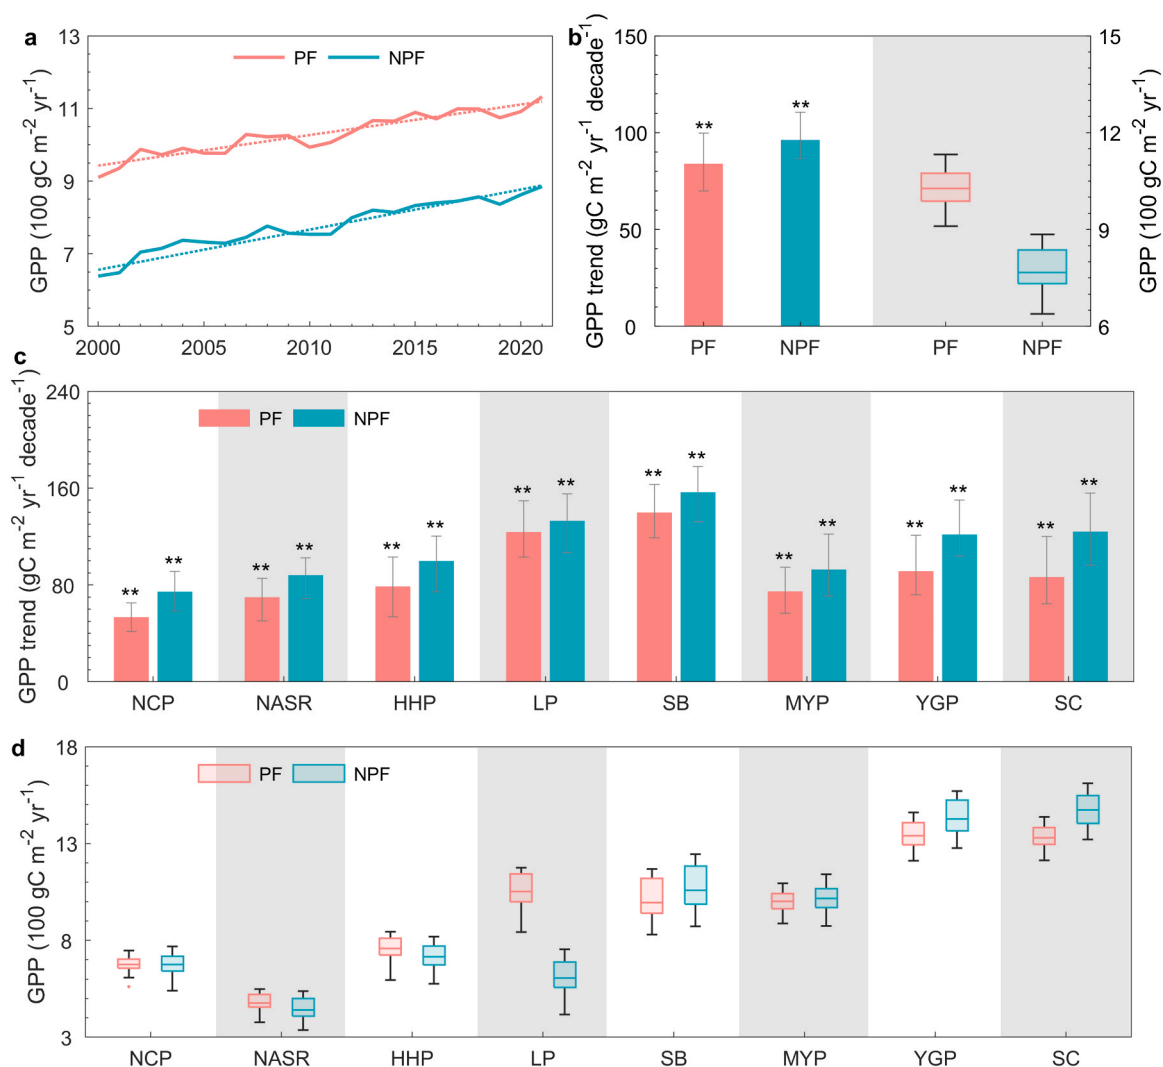 a
13
11
9
7
5
GPP (100 gC m⁻² yr⁻¹)
PF NPF
2000 2005 2010 2015 2020
b
150
100
50
0
GPP trend (gC m⁻² yr⁻¹ decade⁻¹)
** **
15
12
9
6
GPP (100 gC m⁻² yr⁻¹)
PF NPF PF NPF
c
240
160
80
0
GPP trend (gC m⁻² yr⁻¹ decade⁻¹)
PF NPF
** ** ** ** ** ** ** ** ** ** ** ** ** ** ** **
NCP NASR HHP LP SB MYP YGP SC
d
18
13
8
3
GPP (100 gC m⁻² yr⁻¹)
PF NPF
NCP NASR HHP LP SB MYP YGP SC